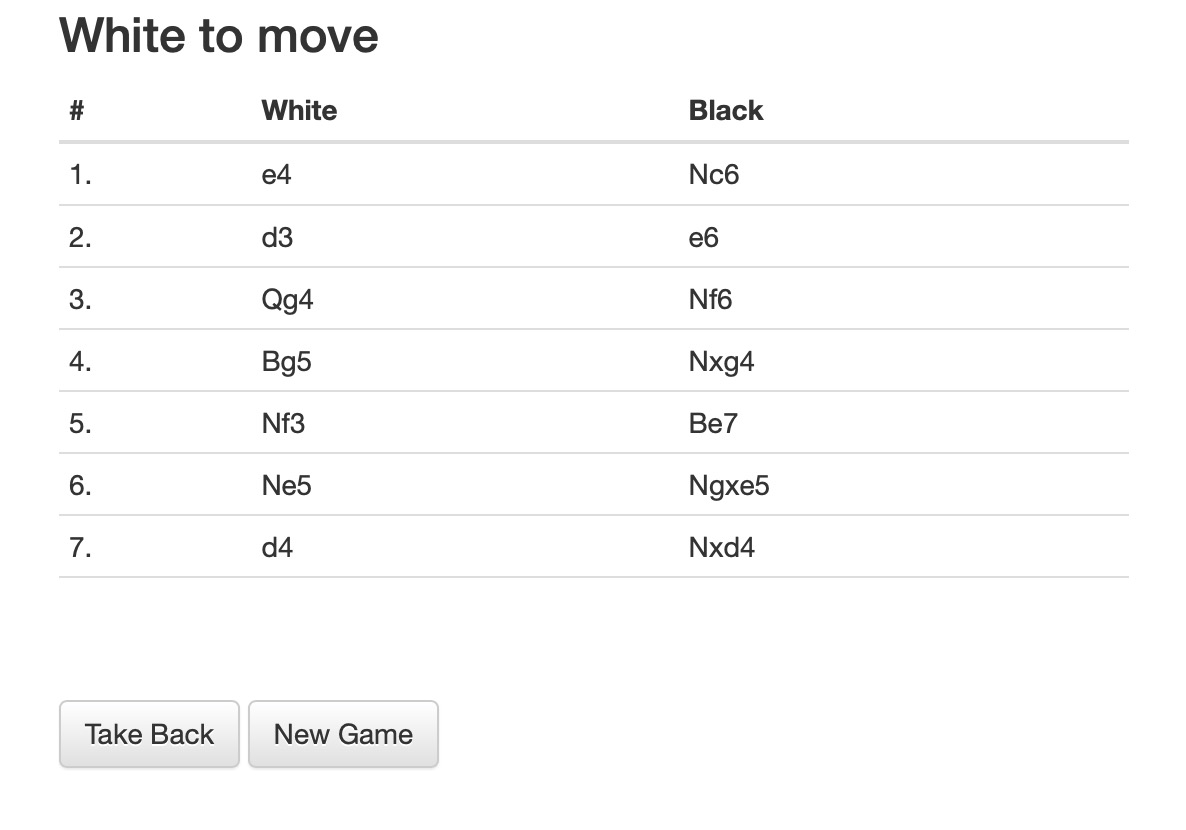 White to move
# White Black
1. e4 Nc6
2. d3 e6
3. Qg4 Nf6
4. Bg5 Nxg4
5. Nf3 Be7
6. Ne5 Ngxe5
7. d4 Nxd4
Take Back New Game